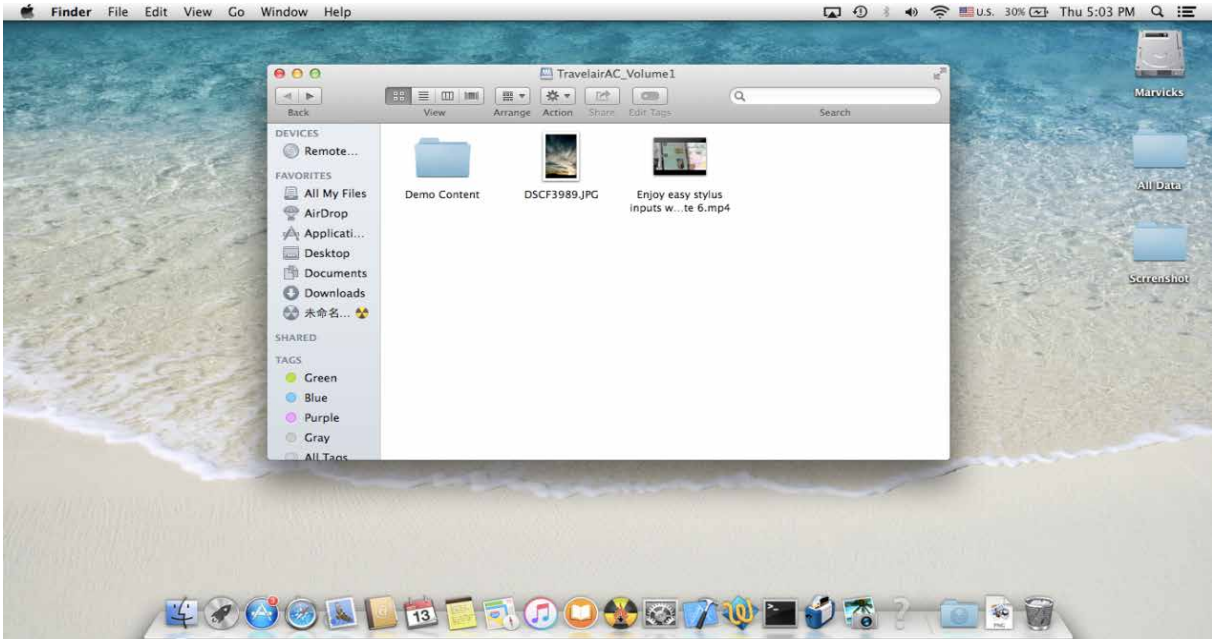 Finder File Edit View Go Window Help U.S. 30% Thu 5:03 PM
TravelairAC_Volume1
Back View Arrange Action Share Edit Tags Search
DEVICES
Remote...
FAVORITES
All My Files
AirDrop
Applicati...
Desktop
Documents
Downloads
未命名...
SHARED
TAGS
Green
Blue
Purple
Gray
All Tags
Demo Content
DSCF3989.JPG
Enjoy easy stylus
inputs w...te 6.mp4
Marvicks
All Data
Scrrenshot
13
PNG